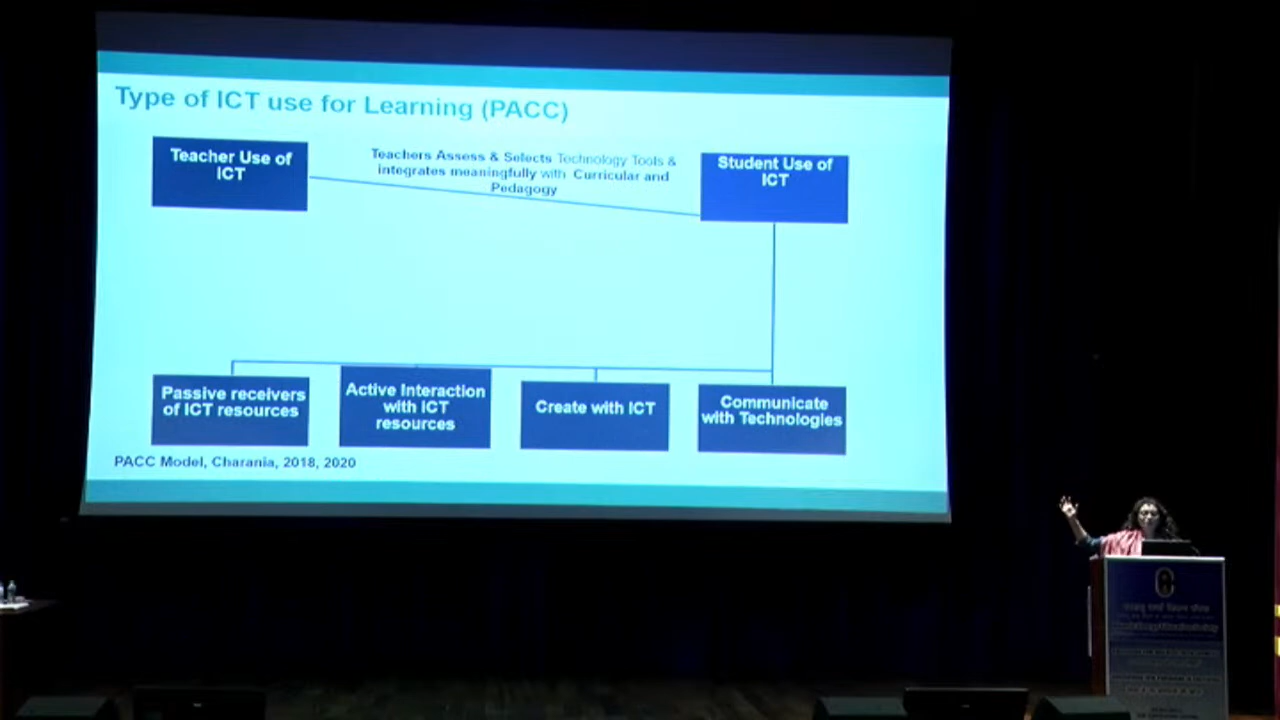 Type of ICT use for Learning (PACC)
Teacher Use of
ICT
Teachers Assess & Selects Technology Tools &
integrates meaningfully with Curricular and
Pedagogy
Student Use of
ICT
Passive receivers
of ICT resources
Active Interaction
with ICT
resources
Create with ICT
Communicate
with Technologies
PACC Model, Charania, 2018, 2020